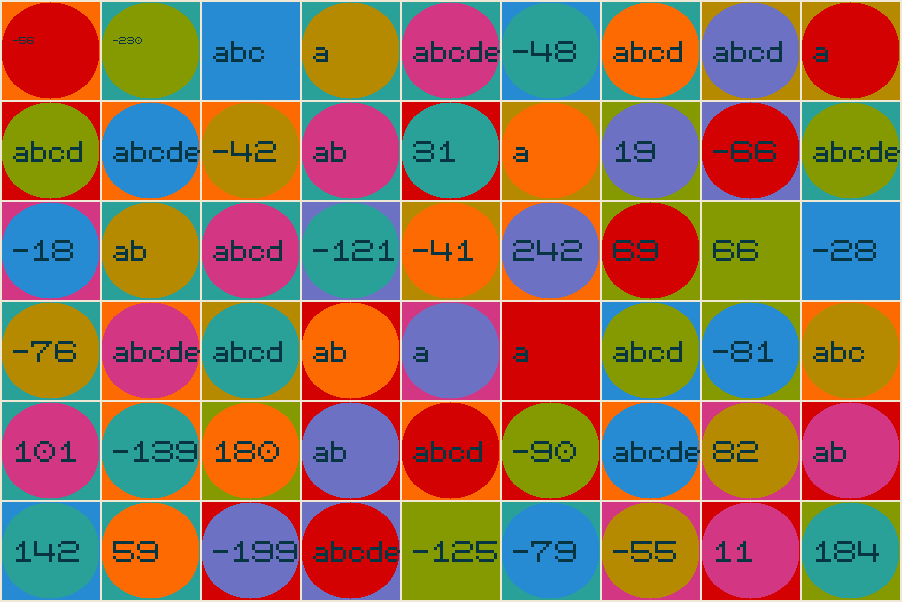 -55 -230 abc a abcde -48 abcd abcd a
abcd abcde -42 ab 31 a 19 -66 abcde
-18 ab abcd -121 -41 242 69 66 -28
-76 abcde abcd ab a a abcd -81 abc
101 -139 180 ab abcd -90 abcde 82 ab
142 59 -199 abcde -125 -79 -55 11 184